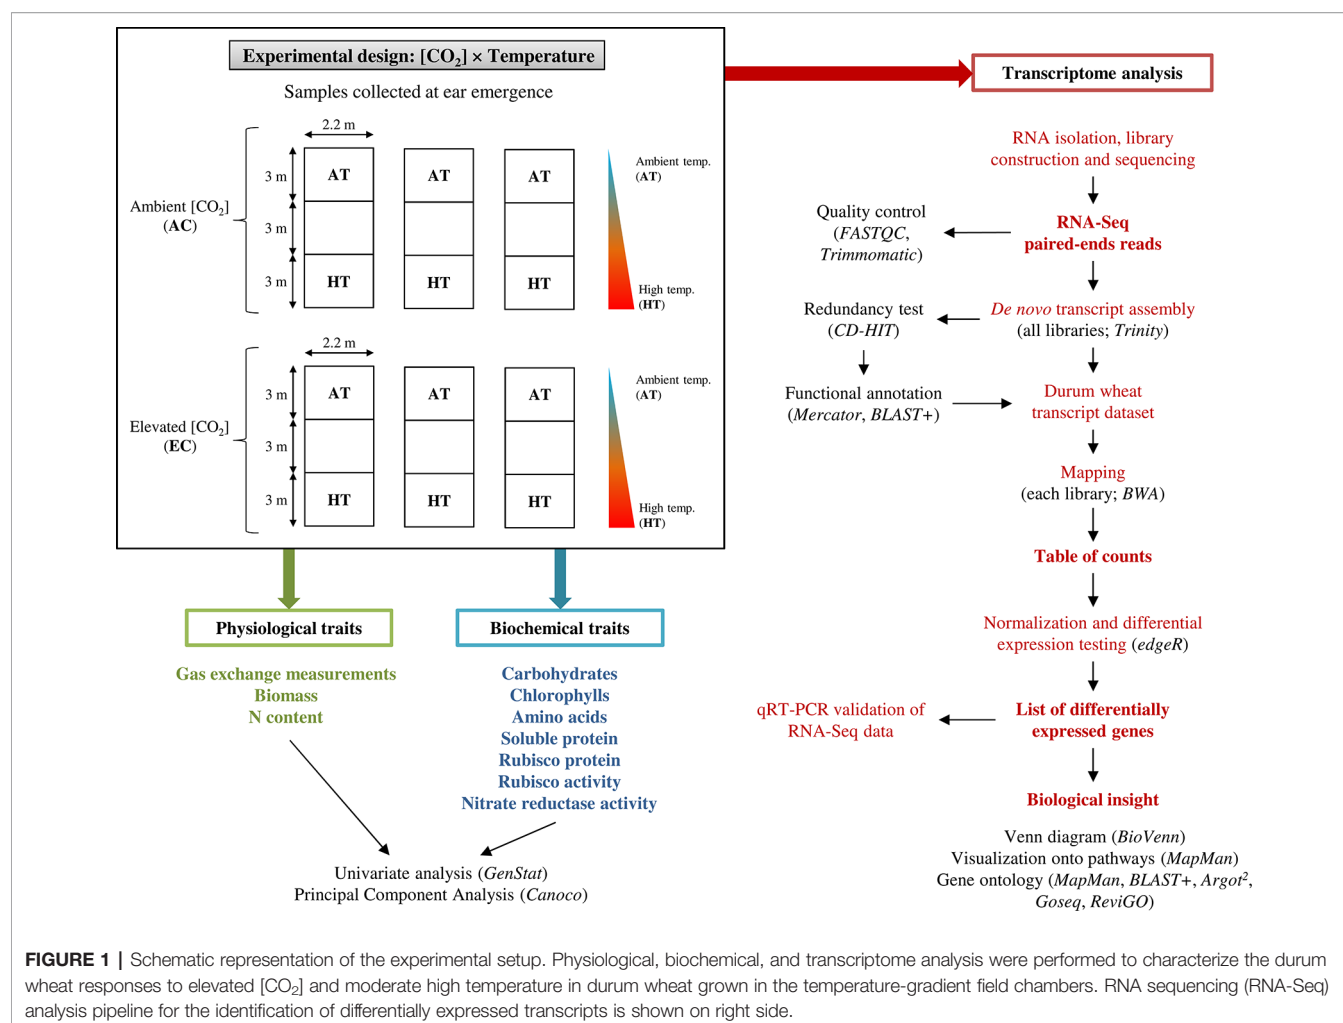 Experimental design: [CO₂] × Temperature
Samples collected at ear emergence
2.2 m
3 m
3 m
3 m
Ambient [CO₂]
(AC)
AT
AT
AT
HT
HT
HT
Ambient temp.
(AT)
High temp.
(HT)
2.2 m
3 m
3 m
3 m
Elevated [CO₂]
(EC)
AT
AT
AT
HT
HT
HT
Ambient temp.
(AT)
High temp.
(HT)
Physiological traits
Gas exchange measurements
Biomass
N content
Biochemical traits
Carbohydrates
Chlorophylls
Amino acids
Soluble protein
Rubisco protein
Rubisco activity
Nitrate reductase activity
Univariate analysis (GenStat)
Principal Component Analysis (Canoco)
Transcriptome analysis
RNA isolation, library
construction and sequencing
RNA-Seq
paired-ends reads
Quality control
(FASTQC,
Trimmomatic)
De novo transcript assembly
(all libraries; Trinity)
Redundancy test
(CD-HIT)
Functional annotation
(Mercator, BLAST+)
Durum wheat
transcript dataset
Mapping
(each library; BWA)
Table of counts
Normalization and differential
expression testing (edgeR)
List of differentially
expressed genes
qRT-PCR validation of
RNA-Seq data
Biological insight
Venn diagram (BioVenn)
Visualization onto pathways (MapMan)
Gene ontology (MapMan, BLAST+, Argot²,
Goseq, ReviGO)
FIGURE 1 | Schematic representation of the experimental setup. Physiological, biochemical, and transcriptome analysis were performed to characterize the durum
wheat responses to elevated [CO₂] and moderate high temperature in durum wheat grown in the temperature-gradient field chambers. RNA sequencing (RNA-Seq)
analysis pipeline for the identification of differentially expressed transcripts is shown on right side.